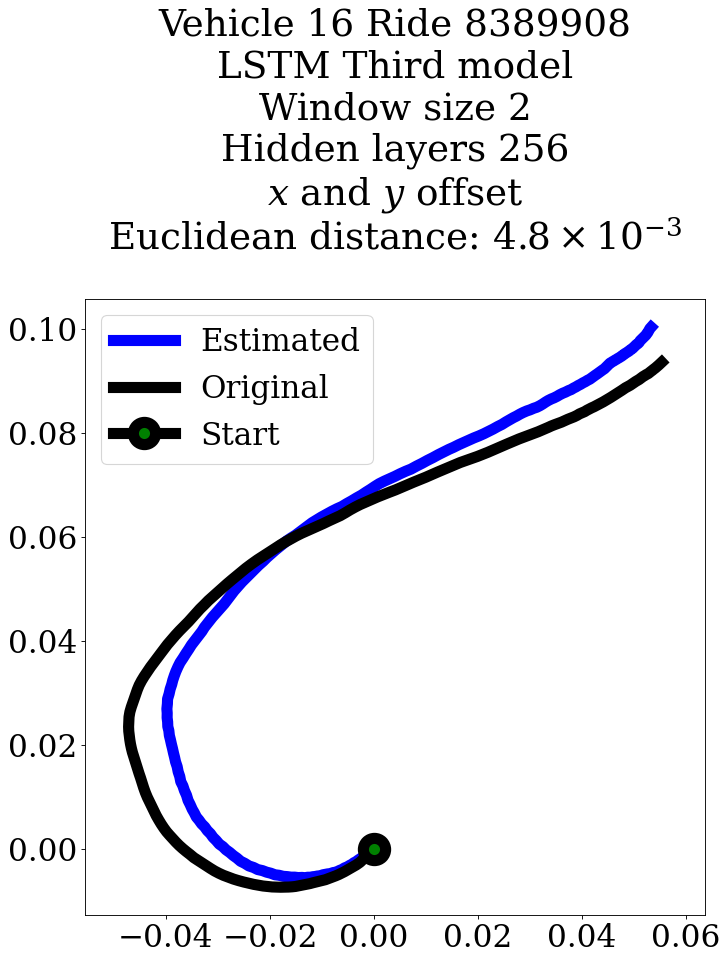 Vehicle 16 Ride 8389908
LSTM Third model
Window size 2
Hidden layers 256
x and y offset
Euclidean distance: 4.8 × 10⁻³
Estimated
Original
Start
0.10
0.08
0.06
0.04
0.02
0.00
−0.04 −0.02 0.00 0.02 0.04 0.06